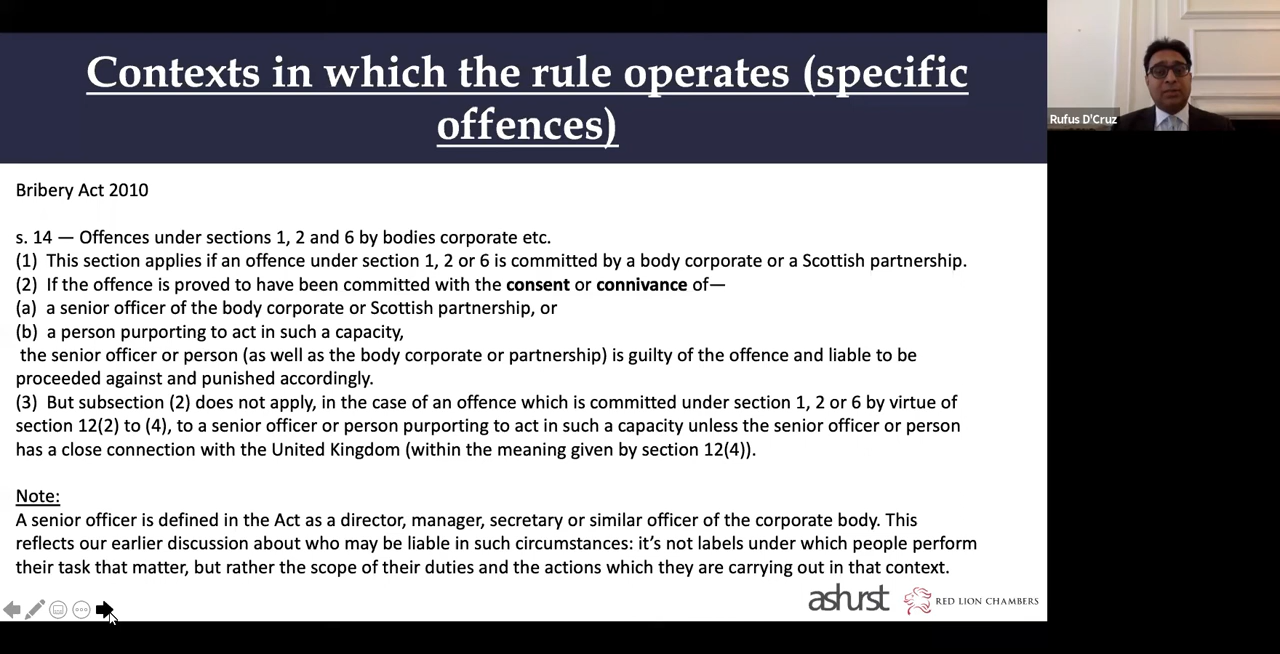 Contexts in which the rule operates (specific
offences)
Rufus D'Cruz
Bribery Act 2010
s. 14 — Offences under sections 1, 2 and 6 by bodies corporate etc.
(1)  This section applies if an offence under section 1, 2 or 6 is committed by a body corporate or a Scottish partnership.
(2)  If the offence is proved to have been committed with the consent or connivance of—
(a)  a senior officer of the body corporate or Scottish partnership, or
(b)  a person purporting to act in such a capacity,
the senior officer or person (as well as the body corporate or partnership) is guilty of the offence and liable to be
proceeded against and punished accordingly.
(3)  But subsection (2) does not apply, in the case of an offence which is committed under section 1, 2 or 6 by virtue of
section 12(2) to (4), to a senior officer or person purporting to act in such a capacity unless the senior officer or person
has a close connection with the United Kingdom (within the meaning given by section 12(4)).
Note:
A senior officer is defined in the Act as a director, manager, secretary or similar officer of the corporate body. This
reflects our earlier discussion about who may be liable in such circumstances: it’s not labels under which people perform
their task that matter, but rather the scope of their duties and the actions which they are carrying out in that context.
ashurst
RED LION CHAMBERS